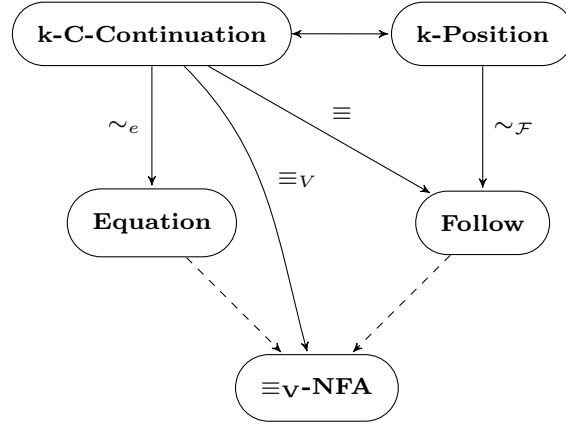 k-C-Continuation
k-Position
∼e
≡
∼ℱ
≡V
Equation
Follow
≡V-NFA